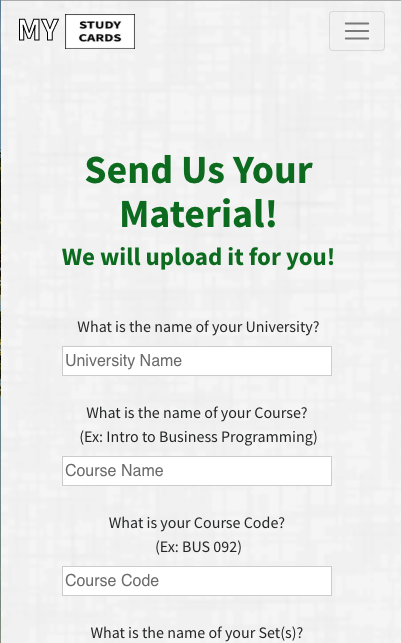 MY STUDY CARDS
Send Us Your
Material!
We will upload it for you!
What is the name of your University?
University Name
What is the name of your Course?
(Ex: Intro to Business Programming)
Course Name
What is your Course Code?
(Ex: BUS 092)
Course Code
What is the name of your Set(s)?